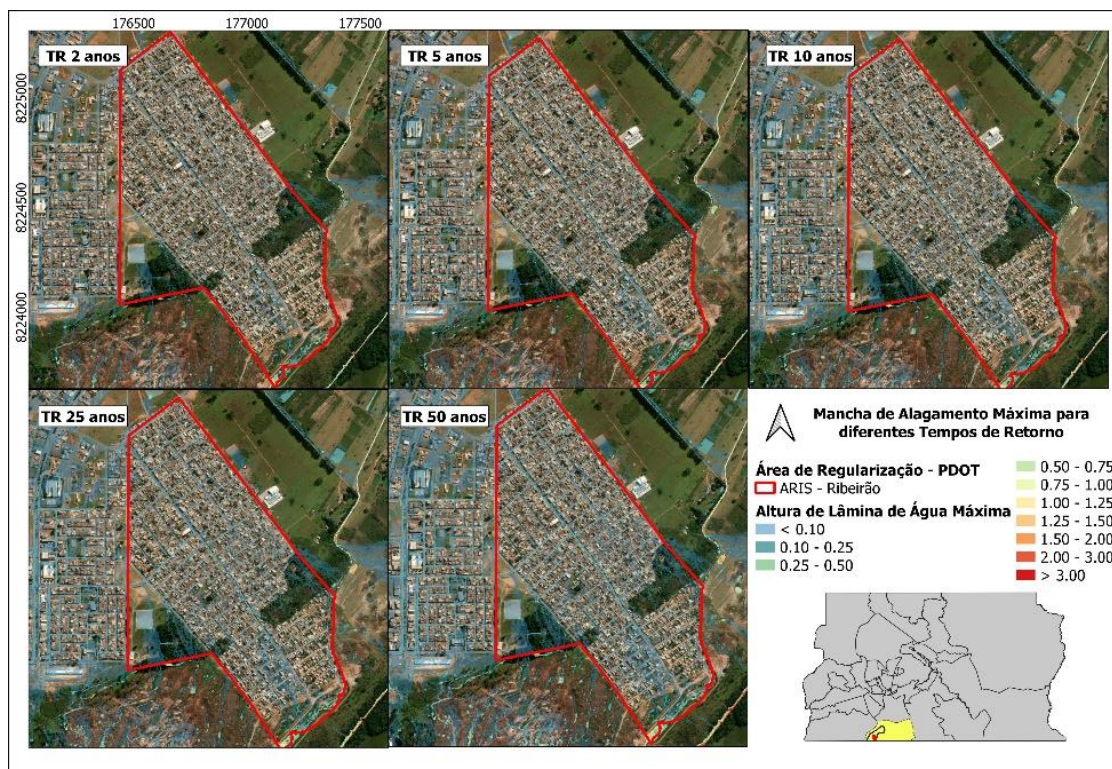 176500 177000 177500
TR 2 anos
TR 5 anos
TR 10 anos
8225000
8224500
8224000
TR 25 anos
TR 50 anos
Mancha de Alagamento Máxima para
diferentes Tempos de Retorno
Área de Regularização - PDOT
ARIS - Ribeirão
Altura de Lâmina de Água Máxima
< 0.10
0.10 - 0.25
0.25 - 0.50
0.50 - 0.75
0.75 - 1.00
1.00 - 1.25
1.25 - 1.50
1.50 - 2.00
2.00 - 3.00
> 3.00